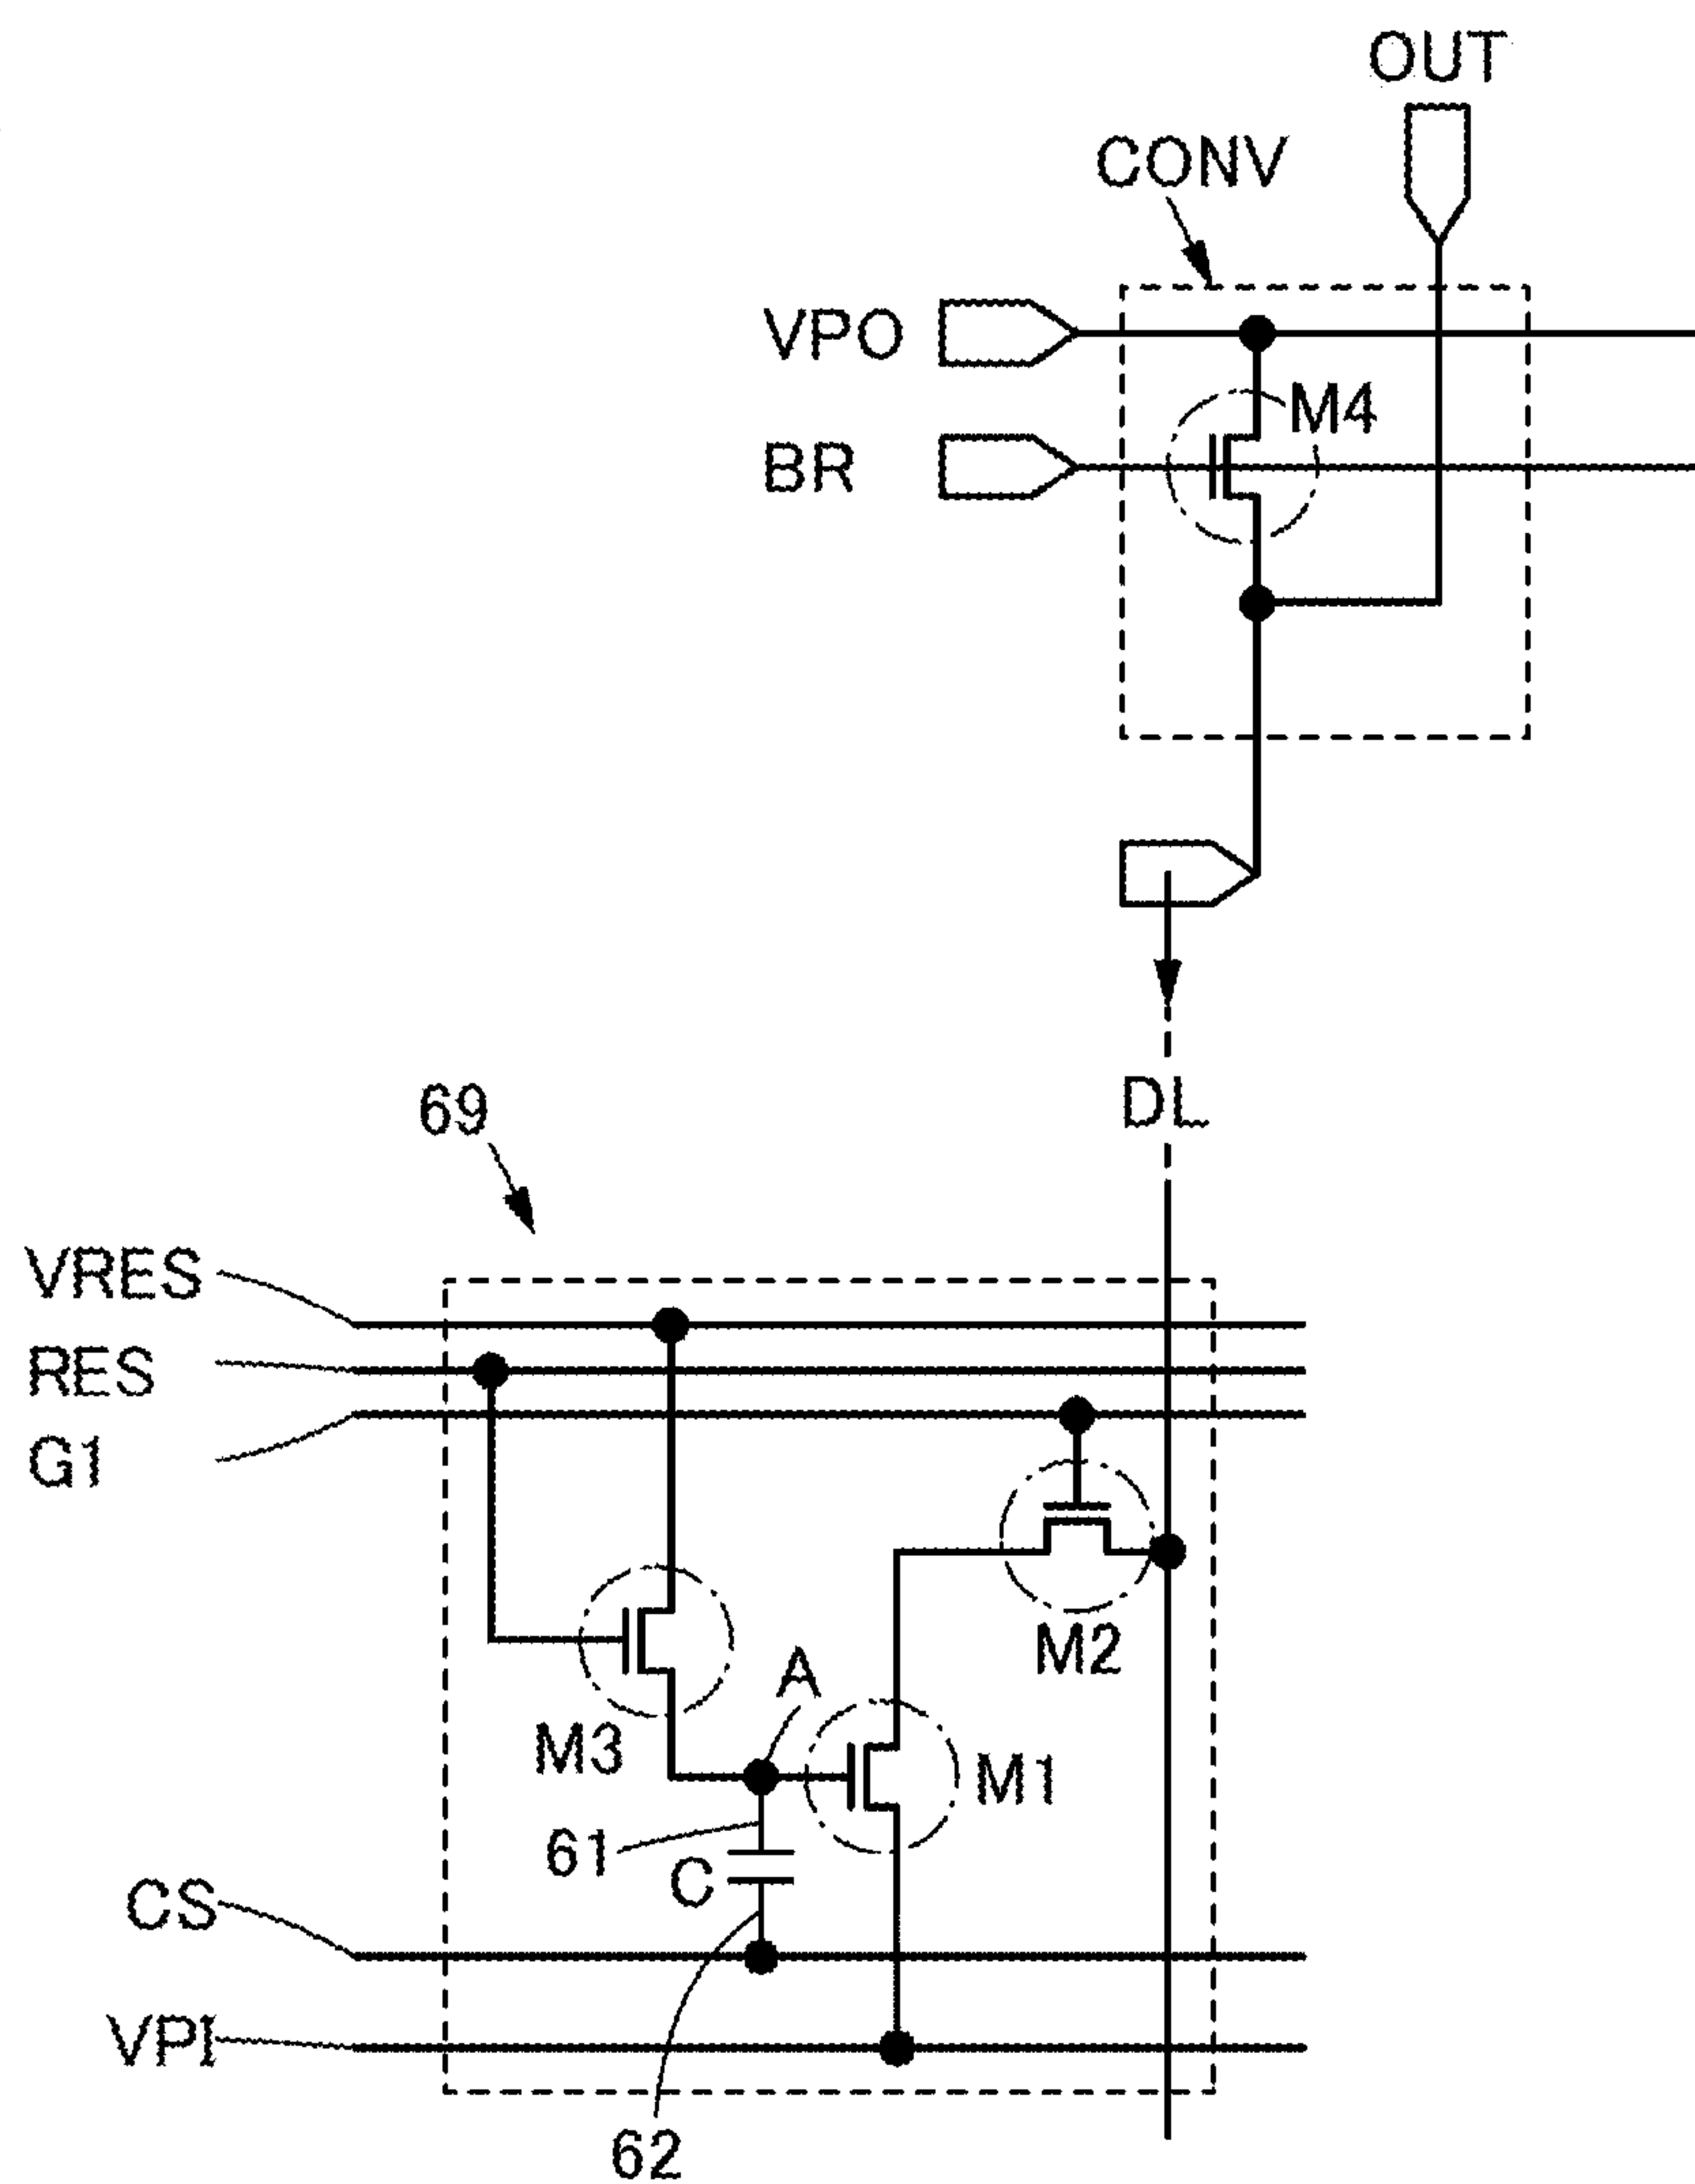 OUT
CONV
VPO
M4
BR
DL
69
VRES
RES
G1
M2
A
M3
M1
61
C
CS
VPI
62